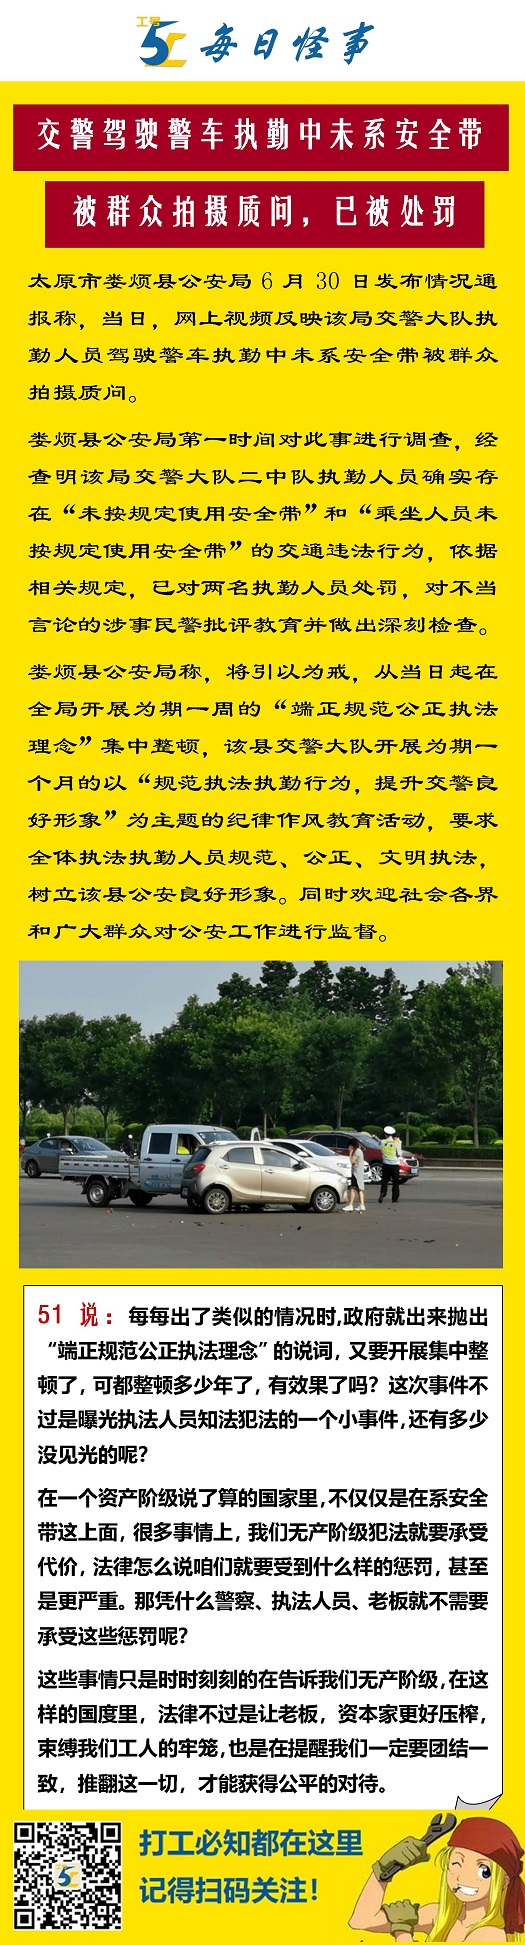 工号
51
每日怪事
交警驾驶警车执勤中未系安全带
被群众拍摄质问，已被处罚
太原市娄烦县公安局 6 月 30 日发布情况通
报称，当日，网上视频反映该局交警大队执
勤人员驾驶警车执勤中未系安全带被群众
拍摄质问。
娄烦县公安局第一时间对此事进行调查，经
查明该局交警大队二中队执勤人员确实存
在“未按规定使用安全带”和“乘坐人员未
按规定使用安全带”的交通违法行为，依据
相关规定，已对两名执勤人员处罚，对不当
言论的涉事民警批评教育并做出深刻检查。
娄烦县公安局称，将引以为戒，从当日起在
全局开展为期一周的“端正规范公正执法
理念”集中整顿，该县交警大队开展为期一
个月的以“规范执法执勤行为，提升交警良
好形象”为主题的纪律作风教育活动，要求
全体执法执勤人员规范、公正、文明执法，
树立该县公安良好形象。同时欢迎社会各界
和广大群众对公安工作进行监督。
51 说：每每出了类似的情况时,政府就出来抛出
“端正规范公正执法理念”的说词，又要开展集中整
顿了，可都整顿多少年了，有效果了吗？这次事件不
过是曝光执法人员知法犯法的一个小事件,还有多少
没见光的呢？
在一个资产阶级说了算的国家里,不仅仅是在系安全
带这上面，很多事情上，我们无产阶级犯法就要承受
代价，法律怎么说咱们就要受到什么样的惩罚，甚至
是更严重。那凭什么警察、执法人员、老板就不需要
承受这些惩罚呢？
这些事情只是时时刻刻的在告诉我们无产阶级,在这
样的国度里，法律不过是让老板，资本家更好压榨，
束缚我们工人的牢笼,也是在提醒我们一定要团结一
致，推翻这一切，才能获得公平的对待。
打工必知都在这里
记得扫码关注！